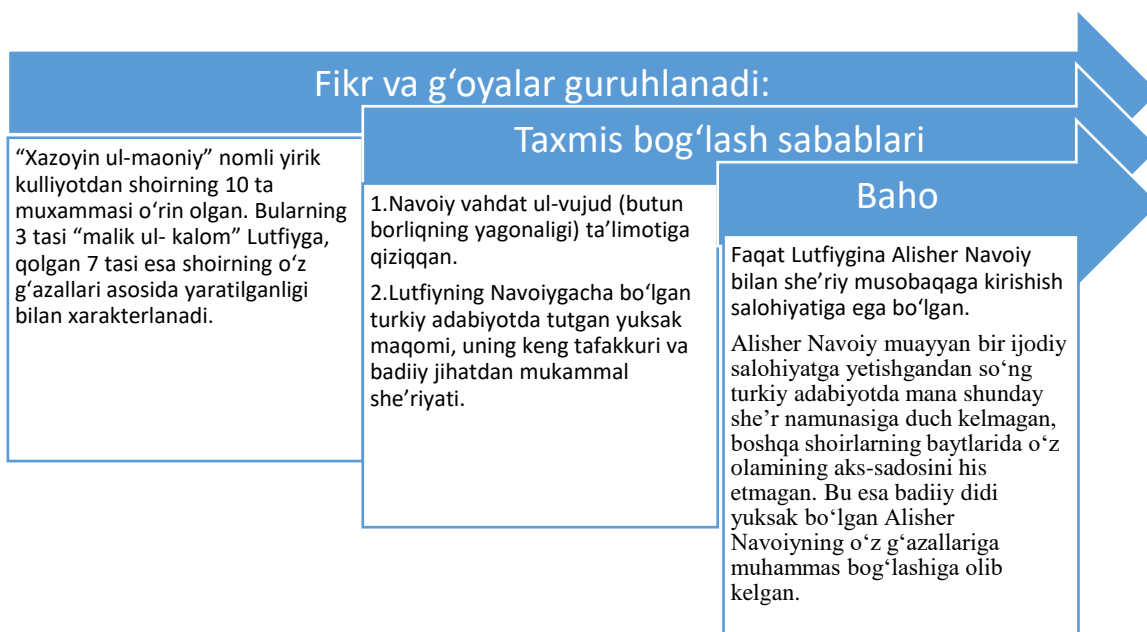 Fikr va g‘oyalar guruhlanadi:
“Xazoyin ul-maoniy” nomli yirik
kulliyotdan shoirning 10 ta
muxammasi o‘rin olgan. Bularning
3 tasi “malik ul- kalom” Lutfiyga,
qolgan 7 tasi esa shoirning o‘z
g‘azallari asosida yaratilganligi
bilan xarakterlanadi.
Taxmis bog‘lash sabablari
1.Navoiy vahdat ul-vujud (butun
borliqning yagonaligi) ta’limotiga
qiziqqan.
2.Lutfiyning Navoiygacha bo‘lgan
turkiy adabiyotda tutgan yuksak
maqomi, uning keng tafakkuri va
badiiy jihatdan mukammal
she’riyati.
Baho
Faqat Lutfiygina Alisher Navoiy
bilan she’riy musobaqaga kirishish
salohiyatiga ega bo‘lgan.
Alisher Navoiy muayyan bir ijodiy
salohiyatga yetishgandan so‘ng
turkiy adabiyotda mana shunday
she’r namunasiga duch kelmagan,
boshqa shoirlarning baytlarida o‘z
olamining aks-sadosini his
etmagan. Bu esa badiiy didi
yuksak bo‘lgan Alisher
Navoiyning o‘z g‘azallariga
muhammas bog‘lashiga olib
kelgan.